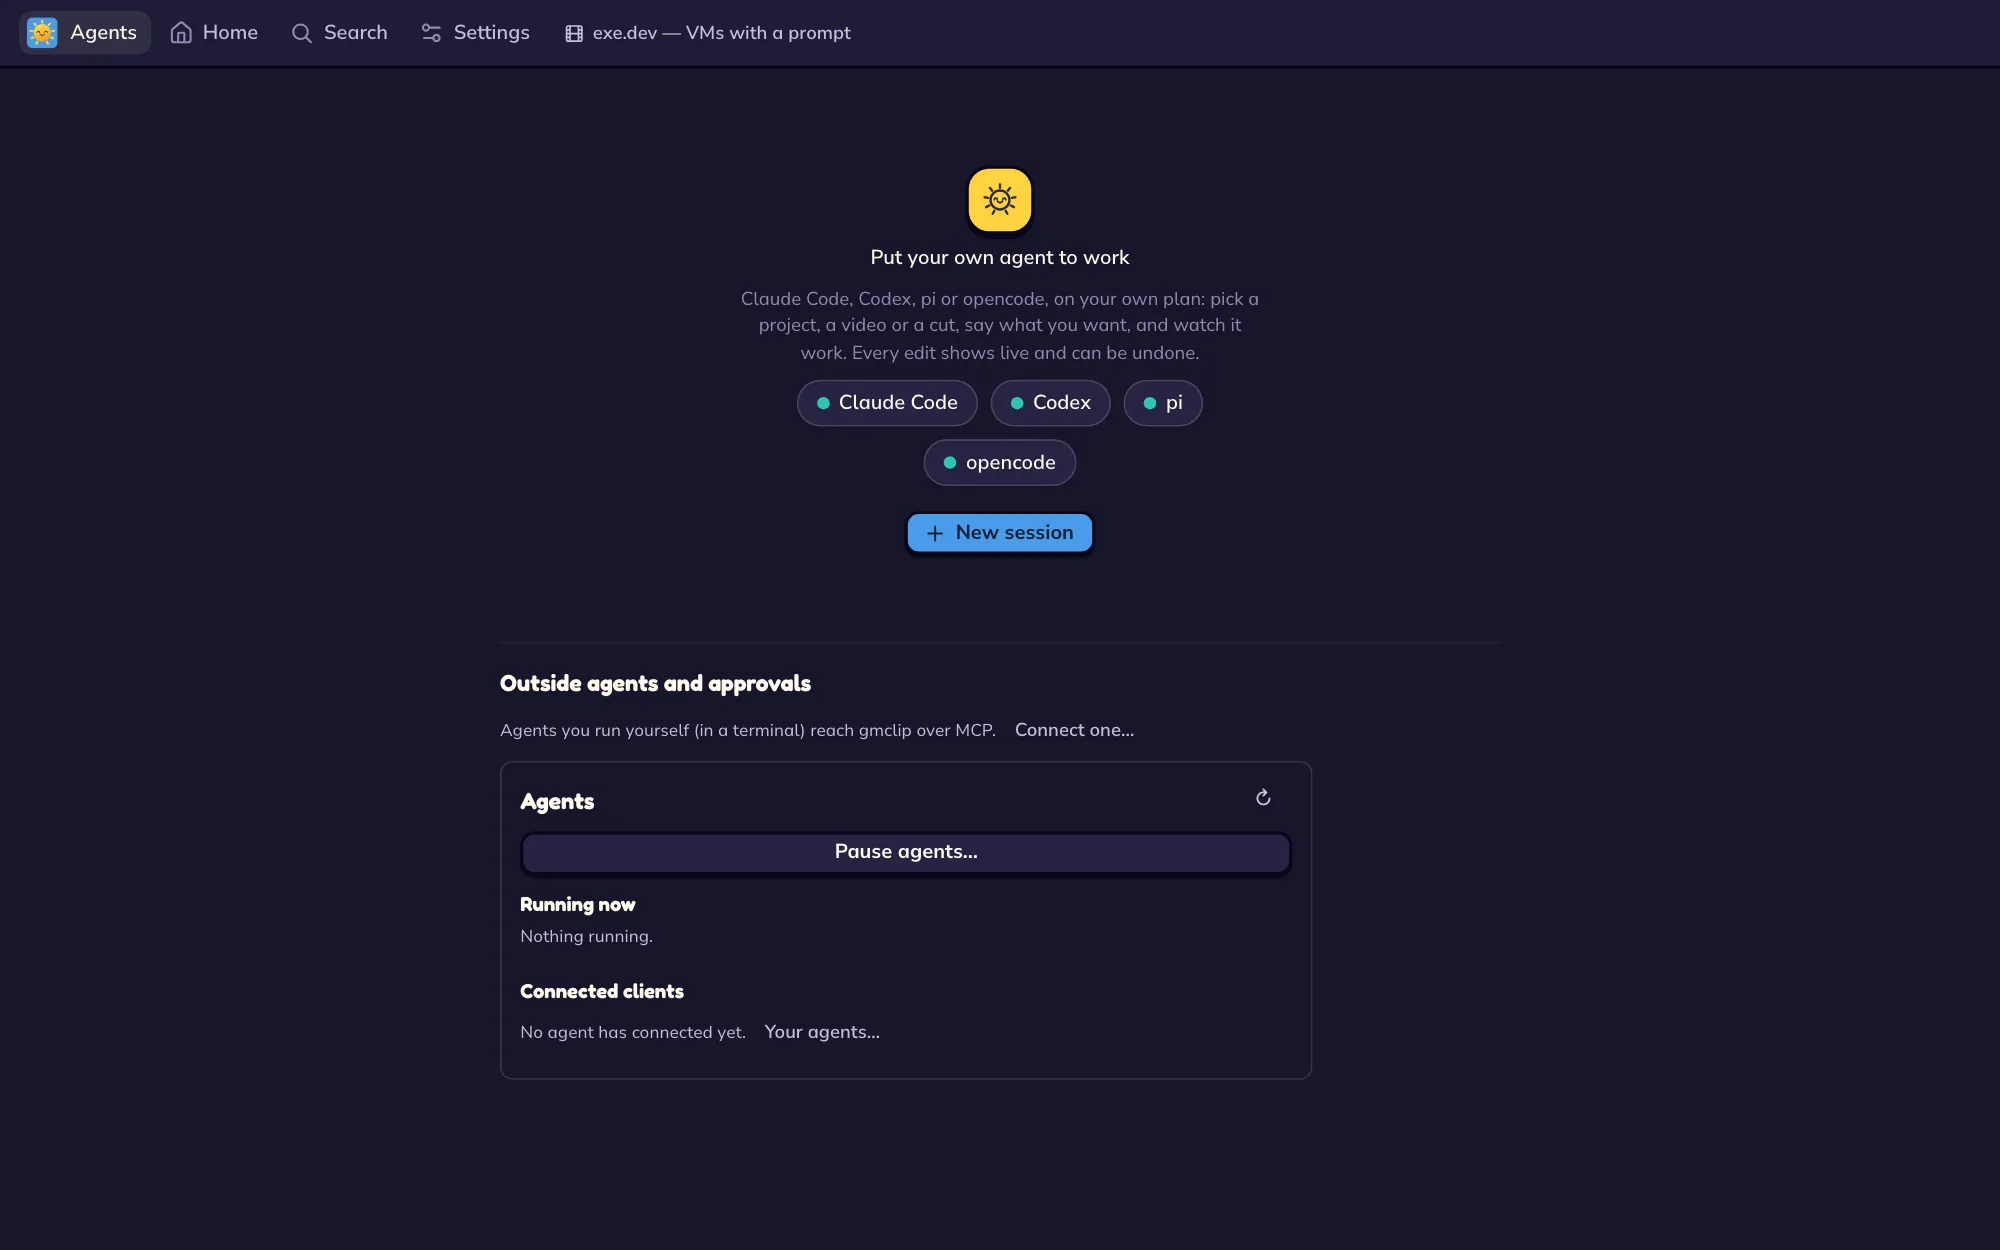 Agents
Home
Search
Settings
exe.dev — VMs with a prompt
Put your own agent to work
Claude Code, Codex, pi or opencode, on your own plan: pick a
project, a video or a cut, say what you want, and watch it
work. Every edit shows live and can be undone.
Claude Code
Codex
pi
opencode
New session
Outside agents and approvals
Agents you run yourself (in a terminal) reach gmclip over MCP.
Connect one...
Agents
Pause agents...
Running now
Nothing running.
Connected clients
No agent has connected yet.
Your agents...